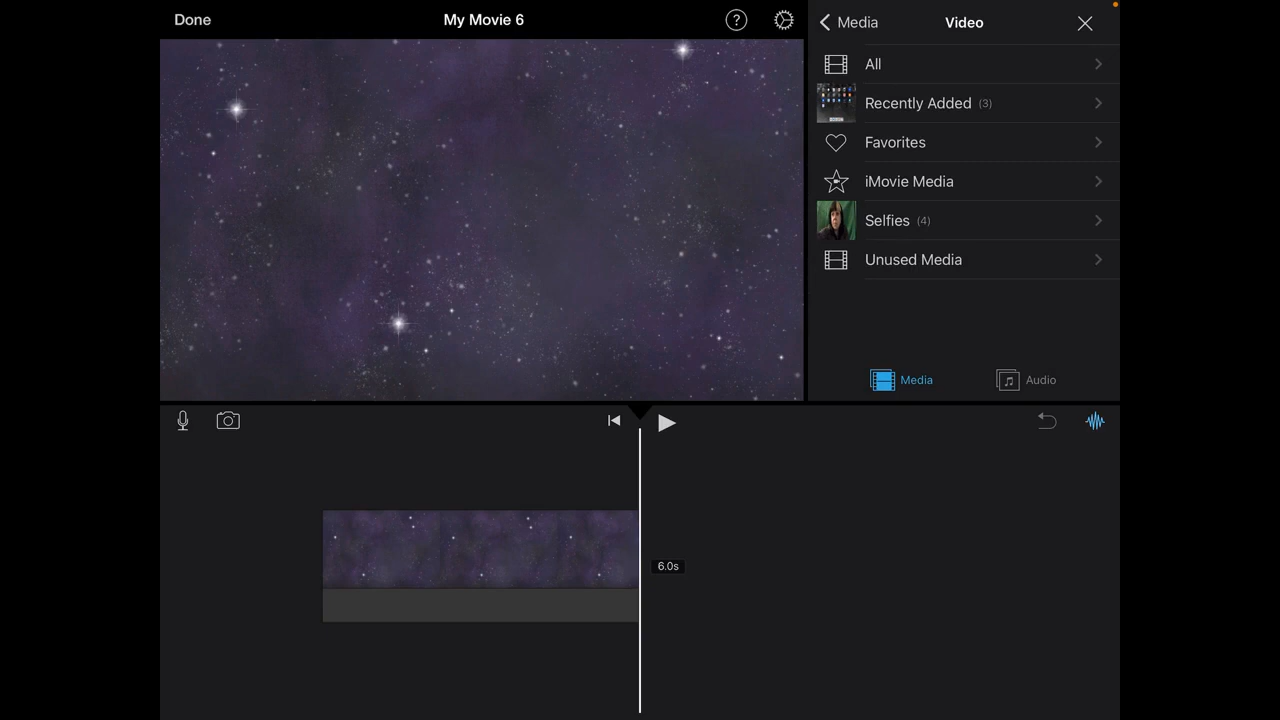 Done
My Movie 6
?
Media
Video
All
Recently Added (3)
Favorites
iMovie Media
Selfies (4)
Unused Media
Media
Audio
6.0s